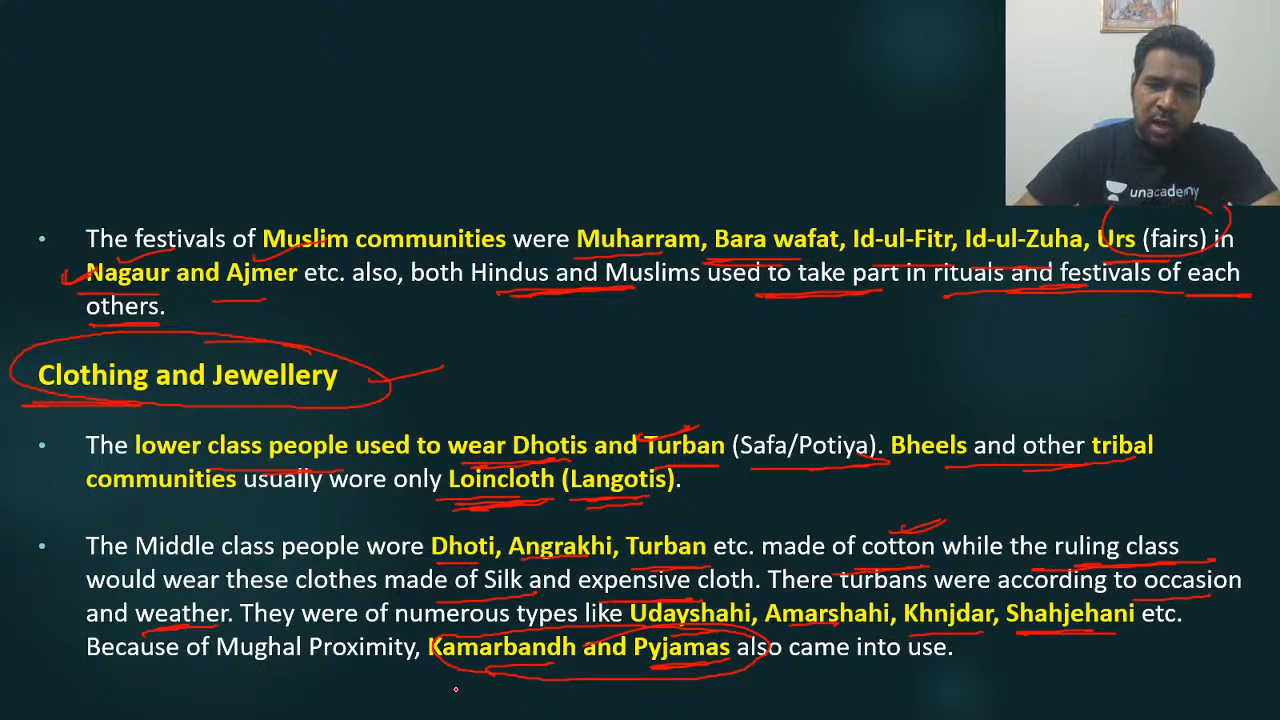 unacademy
• The festivals of Muslim communities were Muharram, Bara wafat, Id-ul-Fitr, Id-ul-Zuha, Urs (fairs) in
Nagaur and Ajmer etc. also, both Hindus and Muslims used to take part in rituals and festivals of each
others.
Clothing and Jewellery
• The lower class people used to wear Dhotis and Turban (Safa/Potiya). Bheels and other tribal
communities usually wore only Loincloth (Langotis).
• The Middle class people wore Dhoti, Angrakhi, Turban etc. made of cotton while the ruling class
would wear these clothes made of Silk and expensive cloth. There turbans were according to occasion
and weather. They were of numerous types like Udayshahi, Amarshahi, Khnjdar, Shahjehani etc.
Because of Mughal Proximity, Kamarbandh and Pyjamas also came into use.